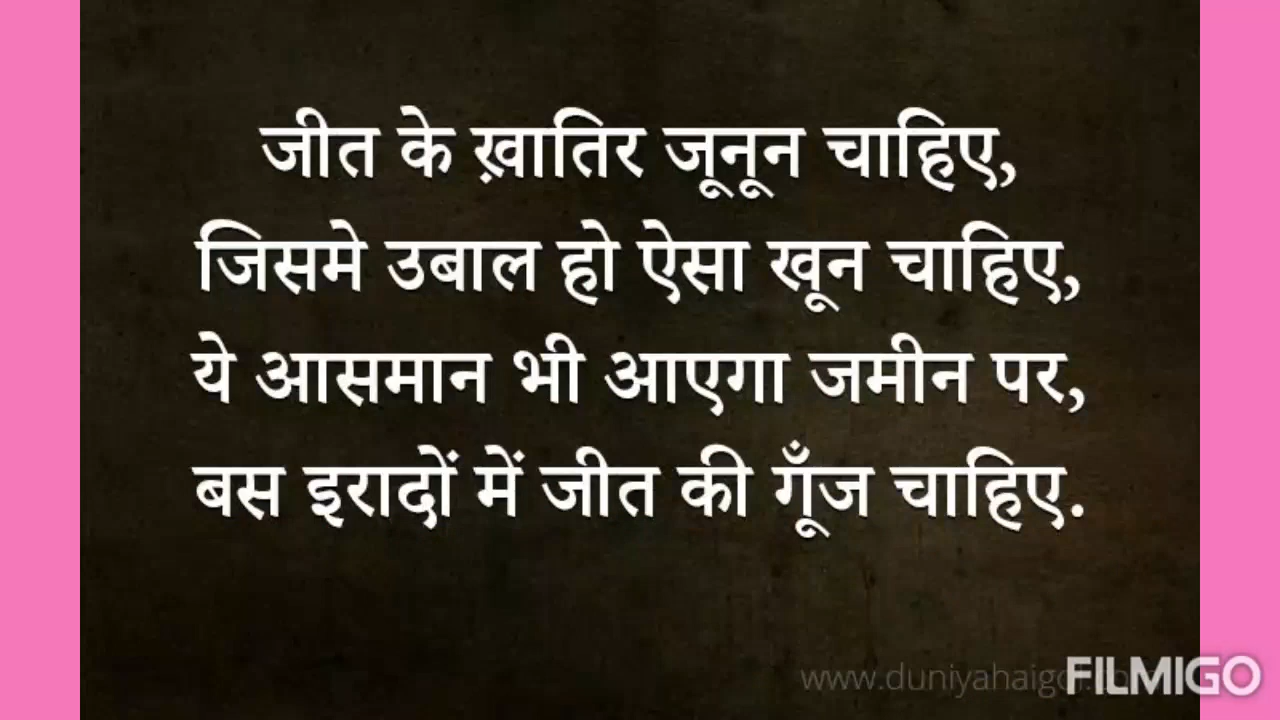 जीत के ख़ातिर जूनून चाहिए,
जिसमे उबाल हो ऐसा खून चाहिए,
ये आसमान भी आएगा जमीन पर,
बस इरादों में जीत की गूँज चाहिए.
FILMIGO